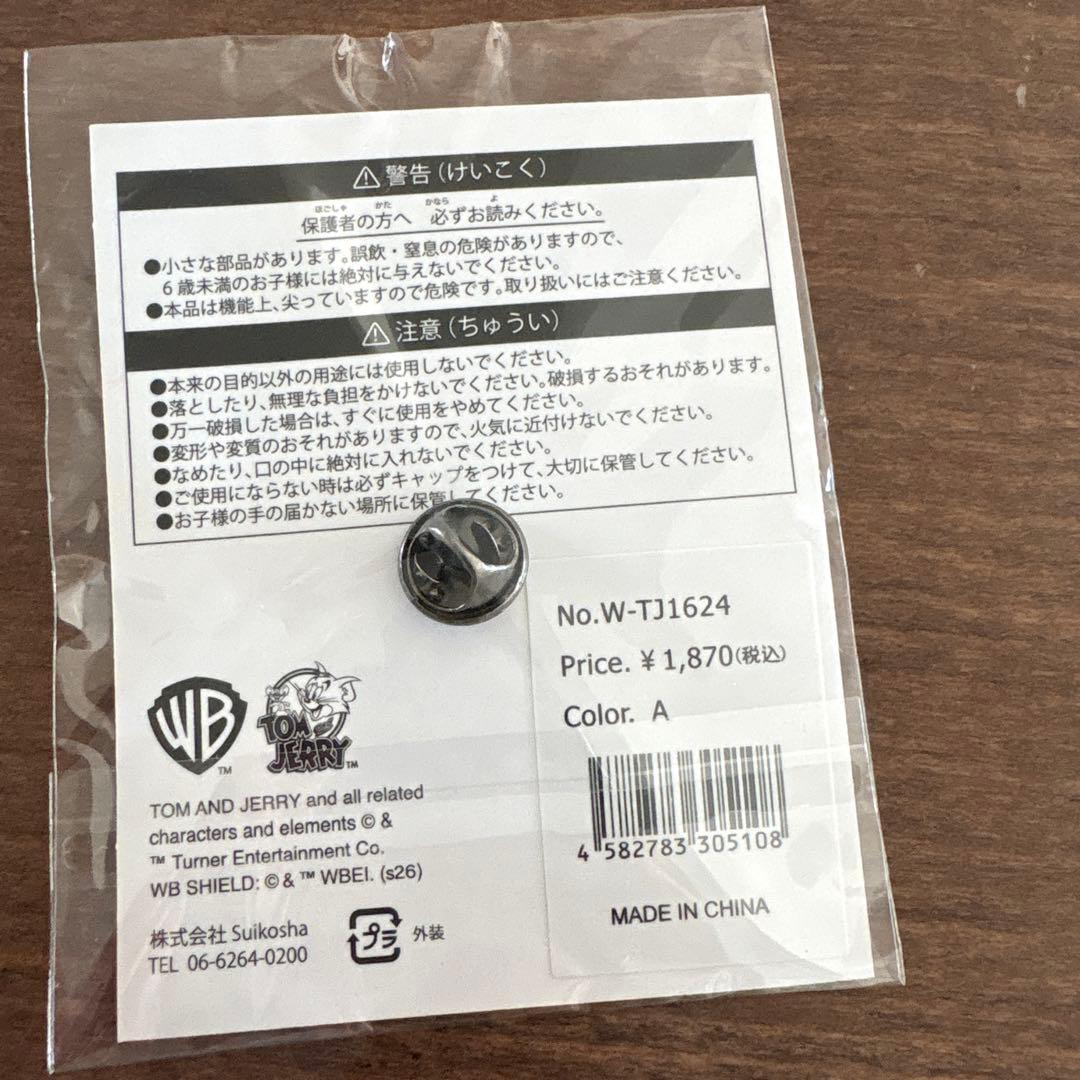 ⚠警告(けいこく)
保護者の方へ 必ずお読みください。
ほごしゃ かた かなら よ
●小さな部品があります。誤飲・窒息の危険がありますので、
6歳未満のお子様には絶対に与えないでください。
●本品は機能上、尖っていますので危険です。取り扱いにはご注意ください。
⚠注意(ちゅうい)
●本来の目的以外の用途には使用しないでください。
●落としたり、無理な負担をかけないでください。破損するおそれがあります。
●万一破損した場合は、すぐに使用をやめてください。
●変形や変質のおそれがありますので、火気に近付けないでください。
●なめたり、口の中に絶対に入れないでください。
●ご使用にならない時は必ずキャップをつけて、大切に保管してください。
●お子様の手の届かない場所に保管してください。
No.W-TJ1624
Price. ¥1,870(税込)
Color. A
4 582783 305108
MADE IN CHINA
WB™
TOM AND JERRY™
TOM AND JERRY and all related
characters and elements © &
™ Turner Entertainment Co.
WB SHIELD: © & ™ WBEI. (s26)
株式会社 Suikosha
TEL 06-6264-0200
プラ 外装